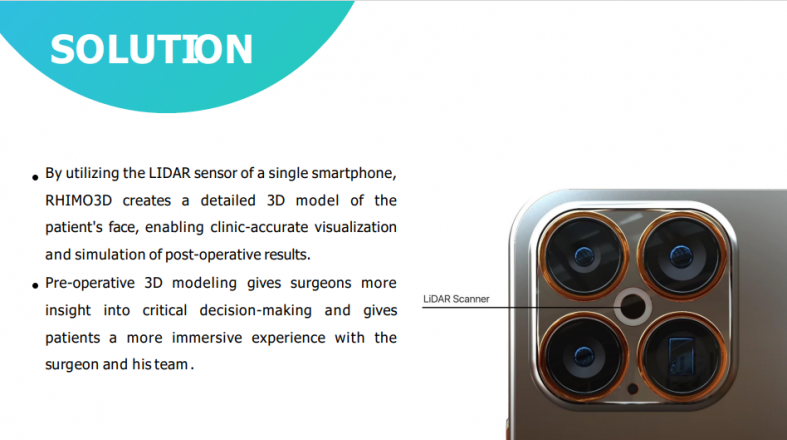 SOLUTION
• By utilizing the LIDAR sensor of a single smartphone,
RHIMO3D creates a detailed 3D model of the
patient's face, enabling clinic-accurate visualization
and simulation of post-operative results.
• Pre-operative 3D modeling gives surgeons more
insight into critical decision-making and gives
patients a more immersive experience with the
surgeon and his team .
LiDAR Scanner